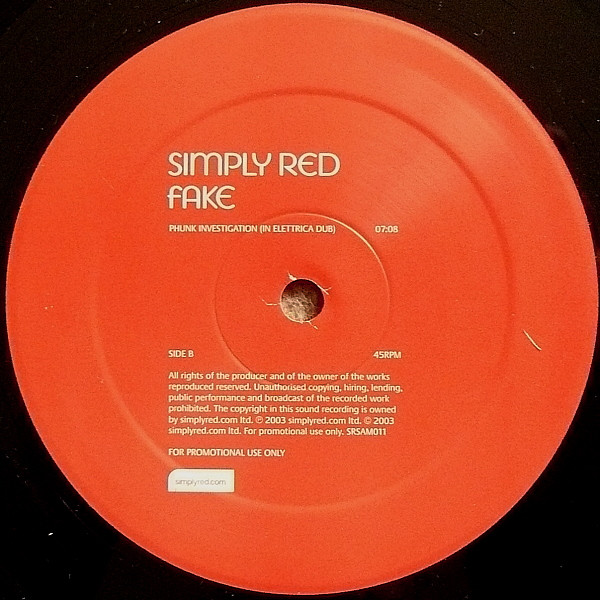 SIMPLY RED
FAKE
PHUNK INVESTIGATION (IN ELETTRICA DUB) 07:08
SIDE B 45RPM
All rights of the producer and of the owner of the works
reproduced reserved. Unauthorised copying, hiring, lending,
public performance and broadcast of the recorded work
prohibited. The copyright in this sound recording is owned
by simplyred.com ltd. ℗ 2003 simplyred.com ltd. © 2003
simplyred.com ltd. For promotional use only. SRSAM011
FOR PROMOTIONAL USE ONLY
simplyred.com